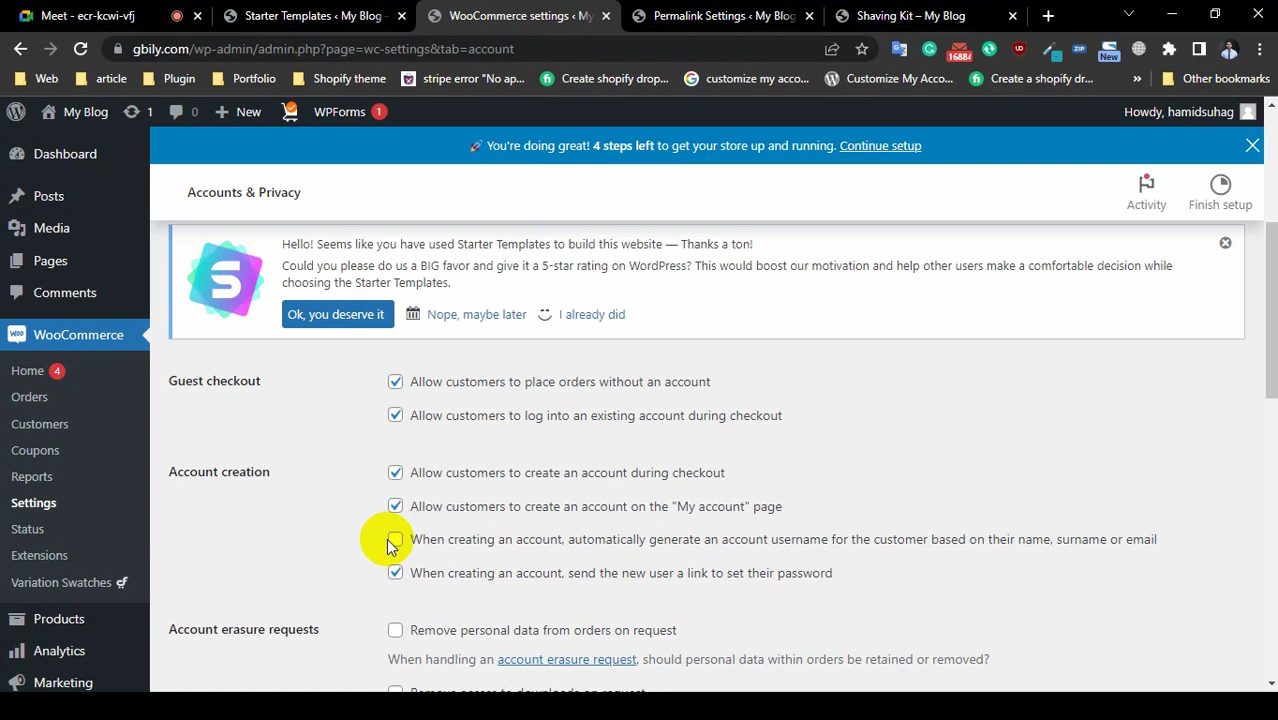 Meet - ecr-kcwi-vfj
Starter Templates ‹ My Blog -
WooCommerce settings ‹ My
Permalink Settings ‹ My Blog
Shaving Kit – My Blog
gbily.com/wp-admin/admin.php?page=wc-settings&tab=account
16884
ZIP
New
Web
article
Plugin
Portfolio
Shopify theme
stripe error "No ap...
Create shopify drop...
customize my acco...
Customize My Acco...
Create a shopify dr...
»
Other bookmarks
My Blog
1
0
New
WPForms 1
Howdy, hamidsuhag
🚀 You're doing great! 4 steps left to get your store up and running. Continue setup
Dashboard
Posts
Media
Pages
Comments
WooCommerce
Home 4
Orders
Customers
Coupons
Reports
Settings
Status
Extensions
Variation Swatches
Products
Analytics
Marketing
Accounts & Privacy
Activity
Finish setup
Hello! Seems like you have used Starter Templates to build this website — Thanks a ton!
Could you please do us a BIG favor and give it a 5-star rating on WordPress? This would boost our motivation and help other users make a comfortable decision while
choosing the Starter Templates.
Ok, you deserve it
Nope, maybe later
I already did
Guest checkout
Allow customers to place orders without an account
Allow customers to log into an existing account during checkout
Account creation
Allow customers to create an account during checkout
Allow customers to create an account on the "My account" page
When creating an account, automatically generate an account username for the customer based on their name, surname or email
When creating an account, send the new user a link to set their password
Account erasure requests
Remove personal data from orders on request
When handling an account erasure request, should personal data within orders be retained or removed?
Remove access to downloads on request